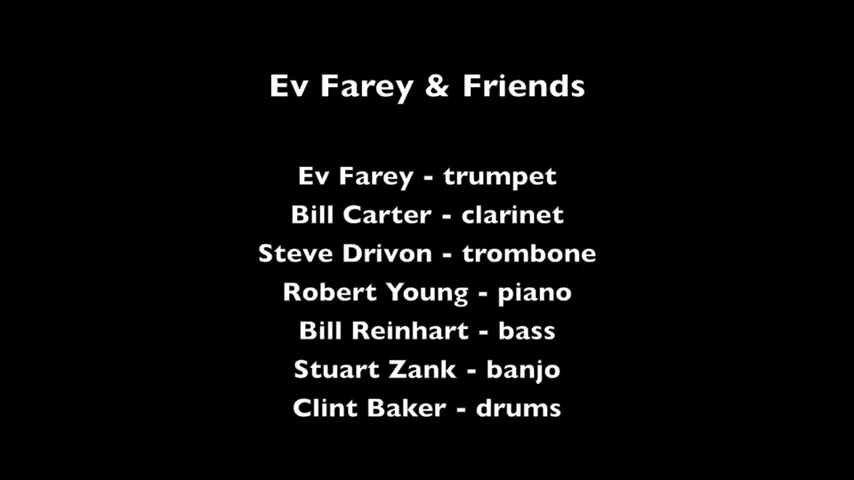 Ev Farey & Friends
Ev Farey - trumpet
Bill Carter - clarinet
Steve Drivon - trombone
Robert Young - piano
Bill Reinhart - bass
Stuart Zank - banjo
Clint Baker - drums